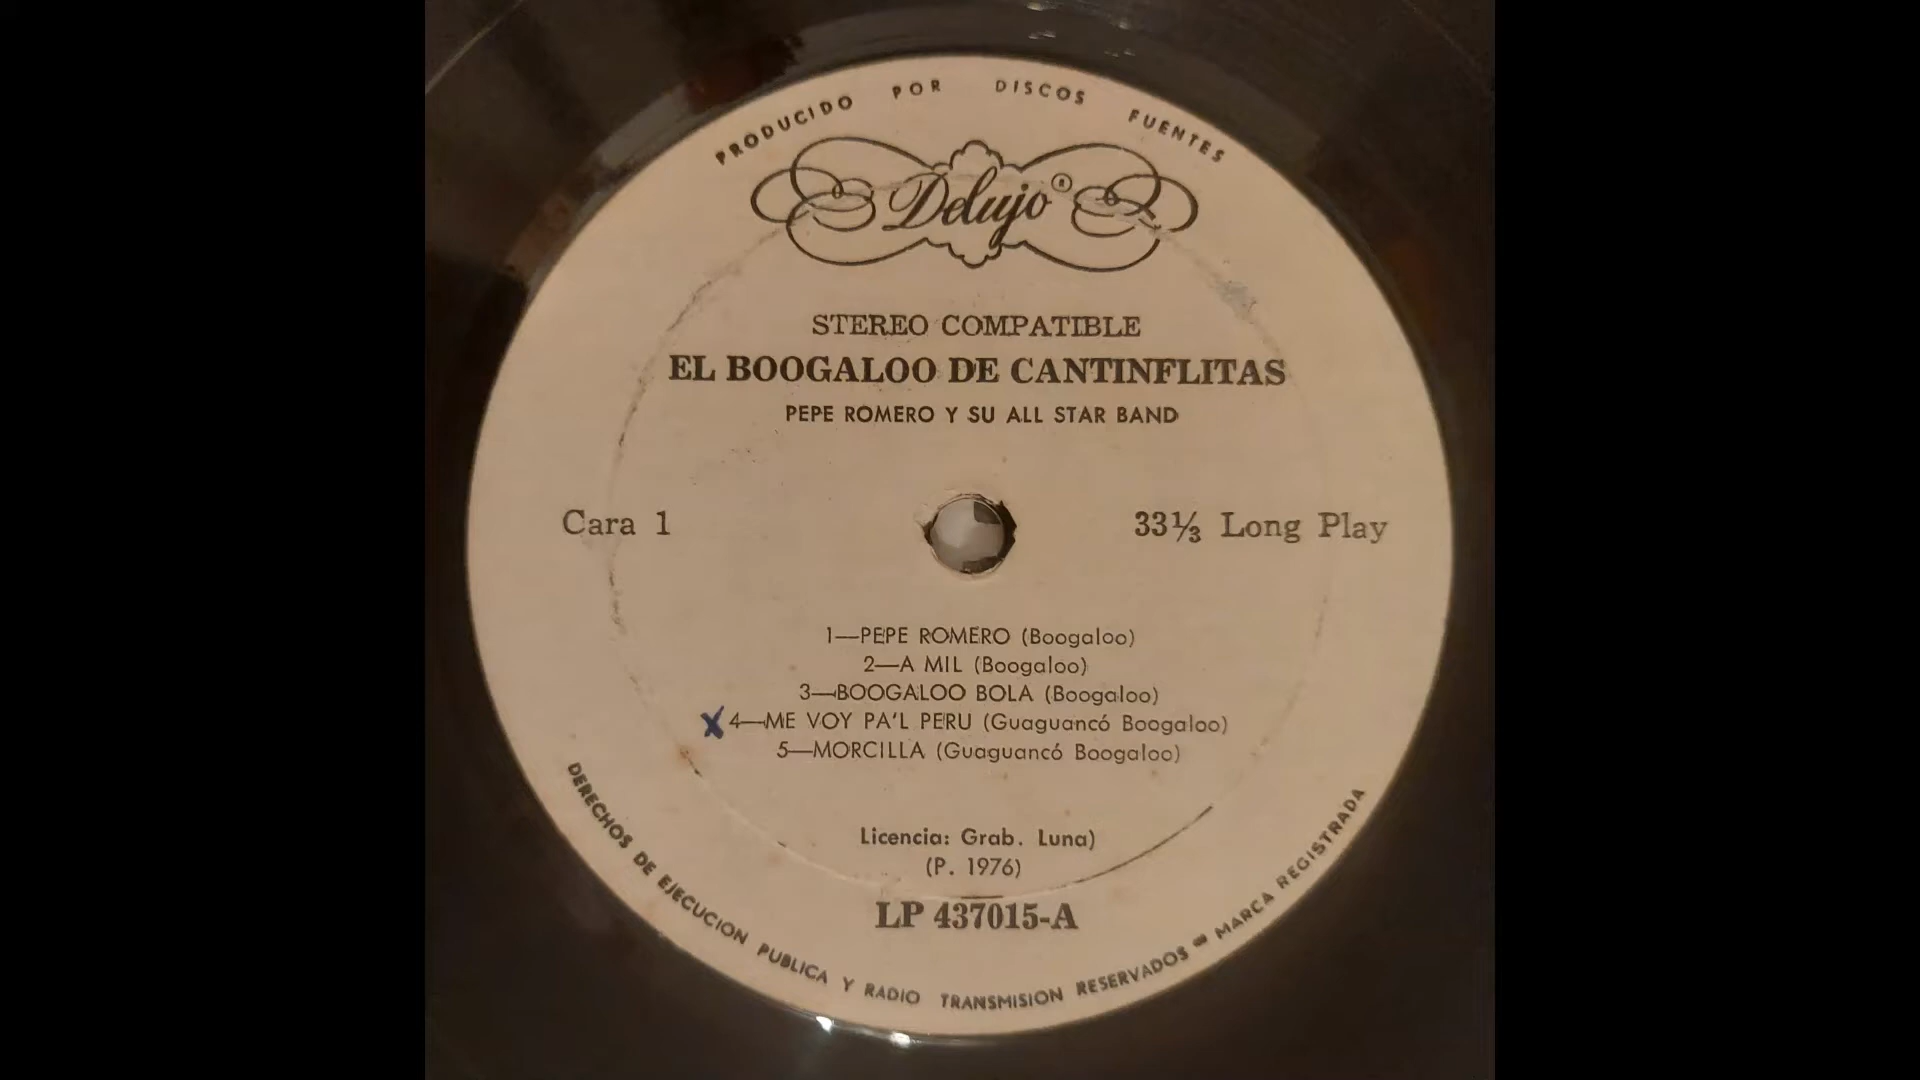 PRODUCIDO POR DISCOS FUENTES
Delujo®
STEREO COMPATIBLE
EL BOOGALOO DE CANTINFLITAS
PEPE ROMERO Y SU ALL STAR BAND
Cara 1
33⅓ Long Play
1—PEPE ROMERO (Boogaloo)
2—A MIL (Boogaloo)
3—BOOGALOO BOLA (Boogaloo)
X 4—ME VOY PA'L PERU (Guaguancó Boogaloo)
5—MORCILLA (Guaguancó Boogaloo)
Licencia: Grab. Luna)
(P. 1976)
LP 437015-A
DERECHOS DE EJECUCION PUBLICA Y RADIO TRANSMISION RESERVADOS ∞ MARCA REGISTRADA